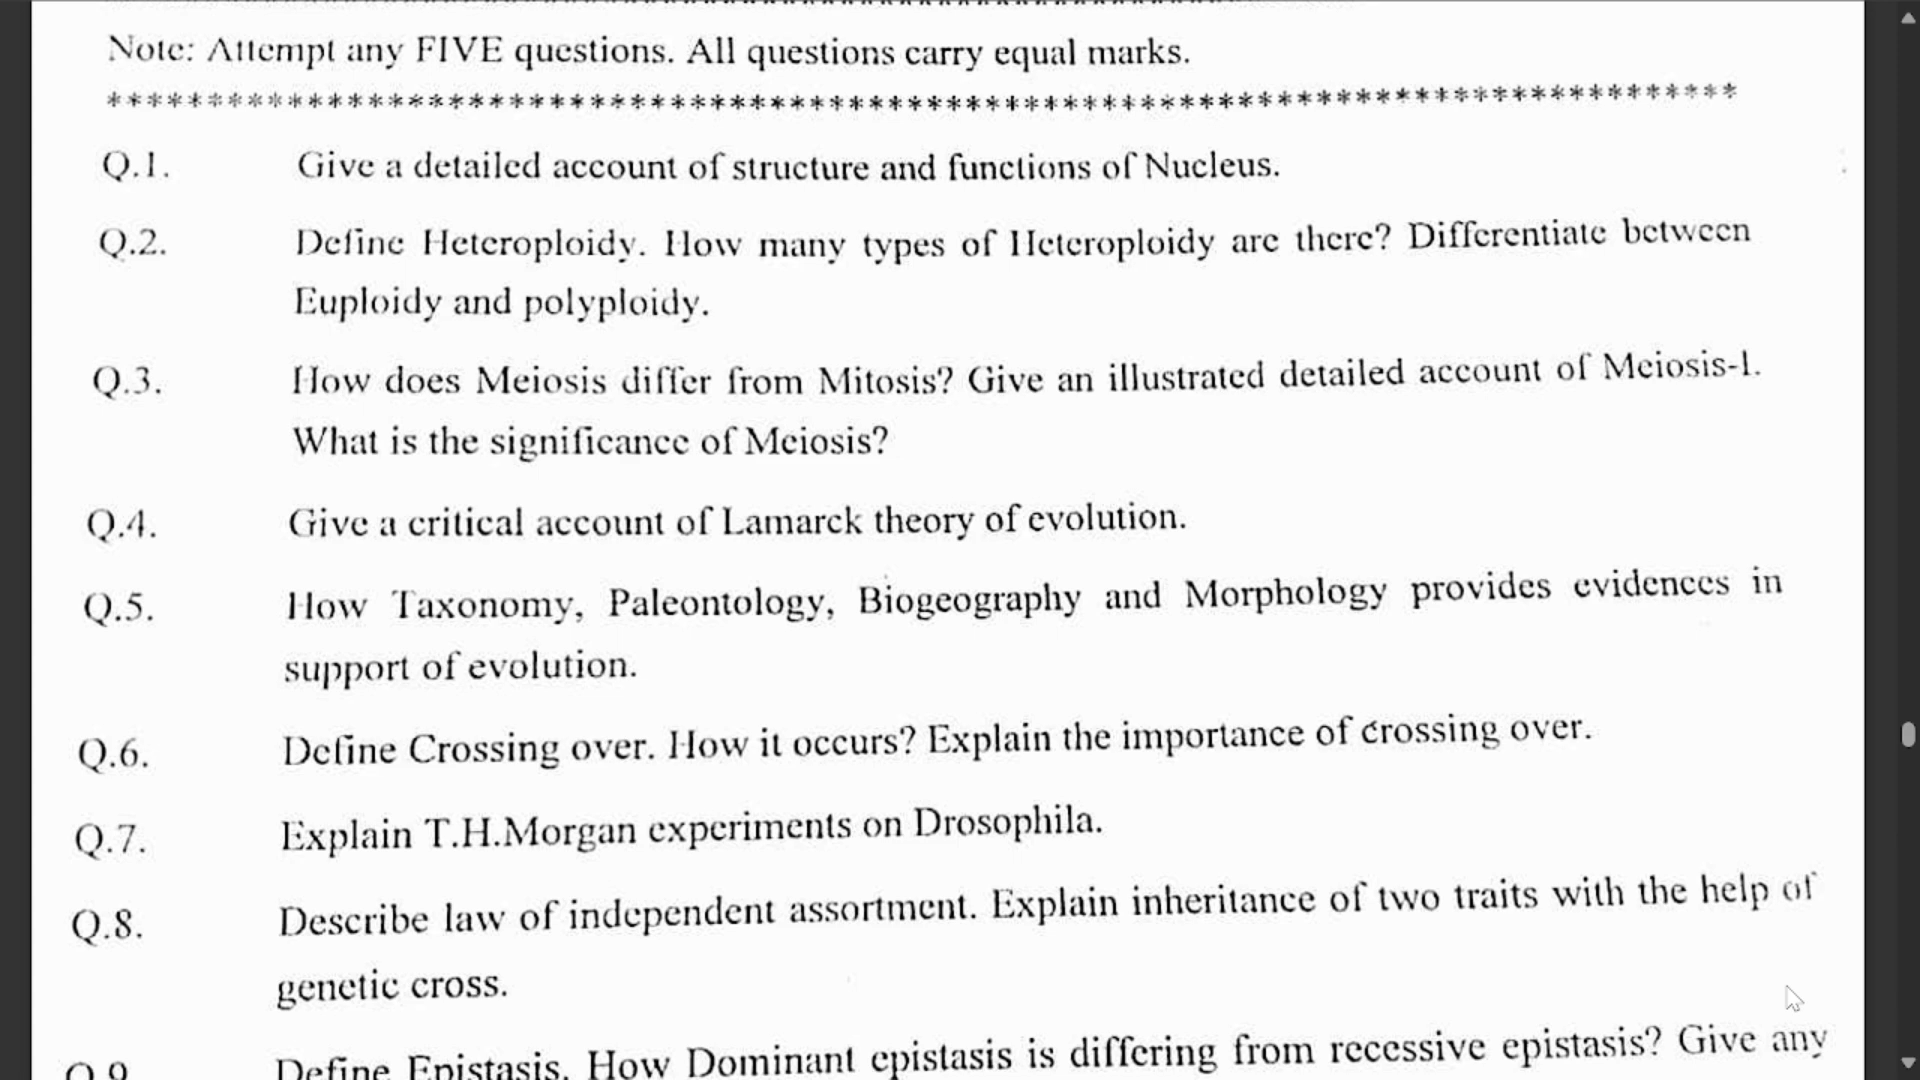 Note: Attempt any FIVE questions. All questions carry equal marks.
**********************************************************************************
Q.1. Give a detailed account of structure and functions of Nucleus.
Q.2. Define Heteroploidy. How many types of Heteroploidy are there? Differentiate between
Euploidy and polyploidy.
Q.3. How does Meiosis differ from Mitosis? Give an illustrated detailed account of Meiosis-I.
What is the significance of Meiosis?
Q.4. Give a critical account of Lamarck theory of evolution.
Q.5. How Taxonomy, Paleontology, Biogeography and Morphology provides evidences in
support of evolution.
Q.6. Define Crossing over. How it occurs? Explain the importance of crossing over.
Q.7. Explain T.H.Morgan experiments on Drosophila.
Q.8. Describe law of independent assortment. Explain inheritance of two traits with the help of
genetic cross.
Q.9. Define Epistasis. How Dominant epistasis is differing from recessive epistasis? Give any